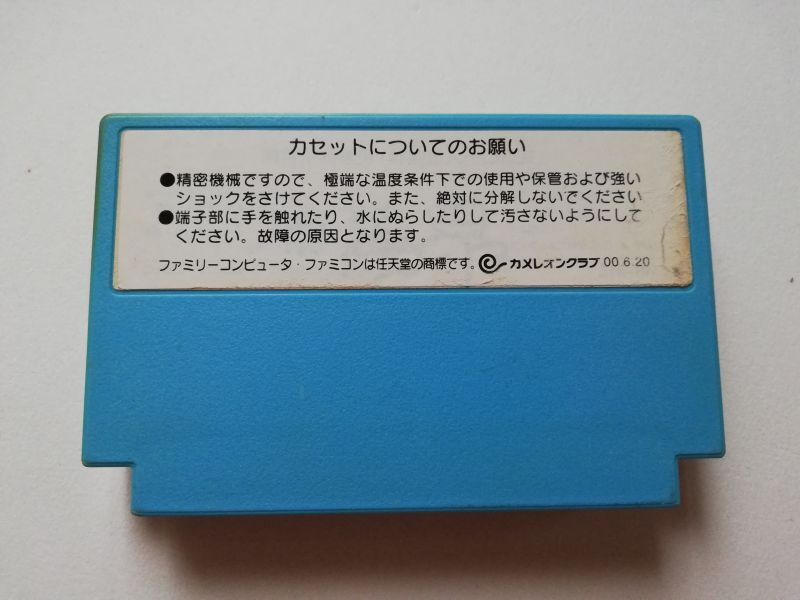 カセットについてのお願い
●精密機械ですので、極端な温度条件下での使用や保管および強い
ショックをさけてください。また、絶対に分解しないでください
●端子部に手を触れたり、水にぬらしたりして汚さないようにして
ください。故障の原因となります。
ファミリーコンピュータ・ファミコンは任天堂の商標です。 カメレオンクラブ 00.6.20